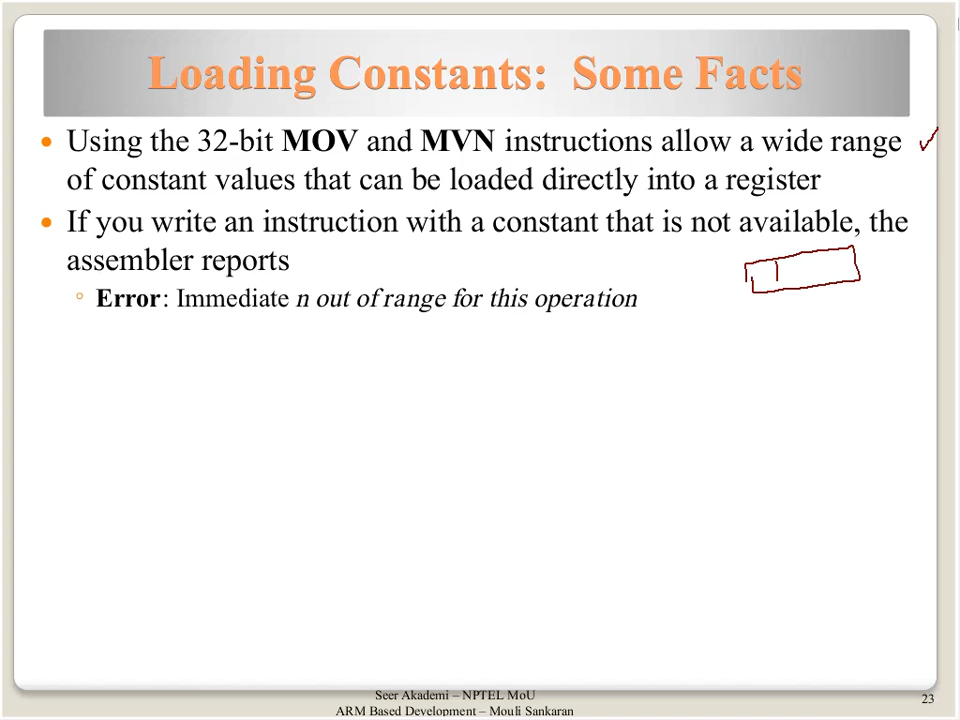 Loading Constants: Some Facts
Using the 32-bit MOV and MVN instructions allow a wide range
of constant values that can be loaded directly into a register
If you write an instruction with a constant that is not available, the
assembler reports
Error: Immediate n out of range for this operation
Seer Akademi – NPTEL MoU
ARM Based Development – Mouli Sankaran
23